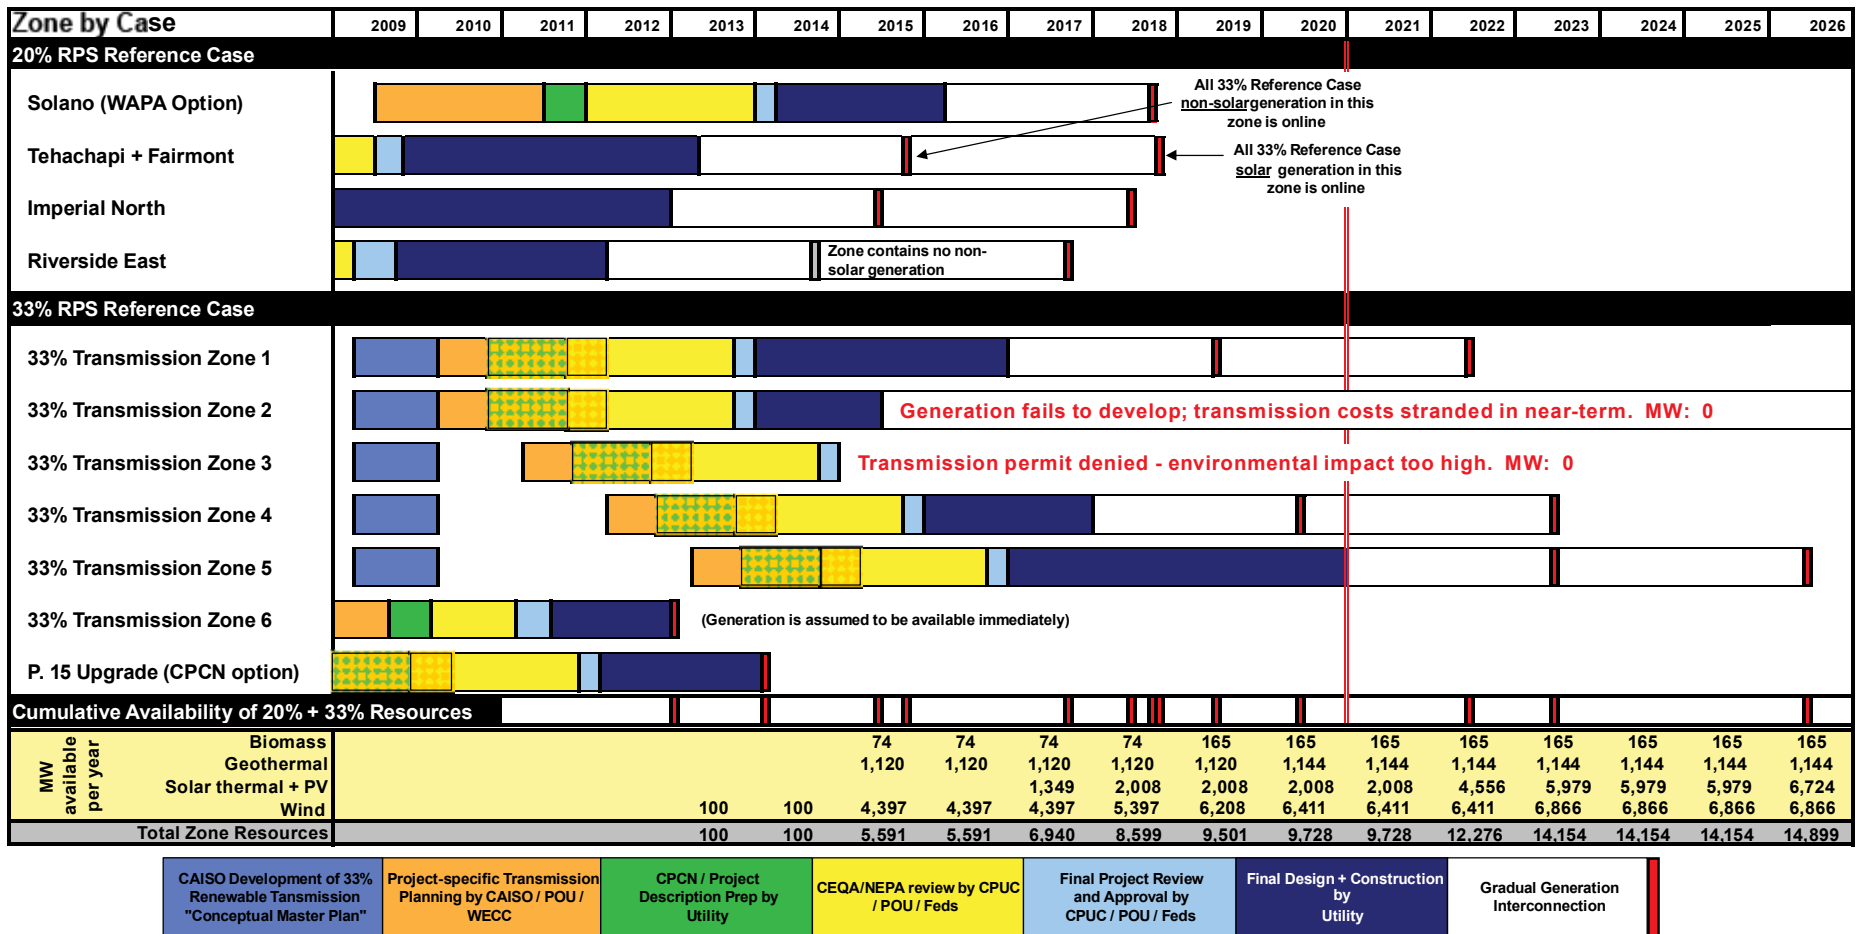 Zone by Case 2009 2010 2011 2012 2013 2014 2015 2016 2017 2018 2019 2020 2021 2022 2023 2024 2025 2026
20% RPS Reference Case
Solano (WAPA Option)
All 33% Reference Case
non-solargeneration in this
zone is online
Tehachapi + Fairmont
All 33% Reference Case
solar generation in this
zone is online
Imperial North
Riverside East
Zone contains no non-
solar generation
33% RPS Reference Case
33% Transmission Zone 1
33% Transmission Zone 2 Generation fails to develop; transmission costs stranded in near-term. MW: 0
33% Transmission Zone 3 Transmission permit denied - environmental impact too high. MW: 0
33% Transmission Zone 4
33% Transmission Zone 5
33% Transmission Zone 6 (Generation is assumed to be available immediately)
P. 15 Upgrade (CPCN option)
Cumulative Availability of 20% + 33% Resources
MW
available
per year
Biomass 74 74 74 74 165 165 165 165 165 165 165 165
Geothermal 1,120 1,120 1,120 1,120 1,120 1,144 1,144 1,144 1,144 1,144 1,144 1,144
Solar thermal + PV 1,349 2,008 2,008 2,008 2,008 4,556 5,979 5,979 5,979 6,724
Wind 100 100 4,397 4,397 4,397 5,397 6,208 6,411 6,411 6,411 6,866 6,866 6,866 6,866
Total Zone Resources 100 100 5,591 5,591 6,940 8,599 9,501 9,728 9,728 12,276 14,154 14,154 14,154 14,899
CAISO Development of 33%
Renewable Tansmission
"Conceptual Master Plan"
Project-specific Transmission
Planning by CAISO / POU /
WECC
CPCN / Project
Description Prep by
Utility
CEQA/NEPA review by CPUC
/ POU / Feds
Final Project Review
and Approval by
CPUC / POU / Feds
Final Design + Construction
by
Utility
Gradual Generation
Interconnection